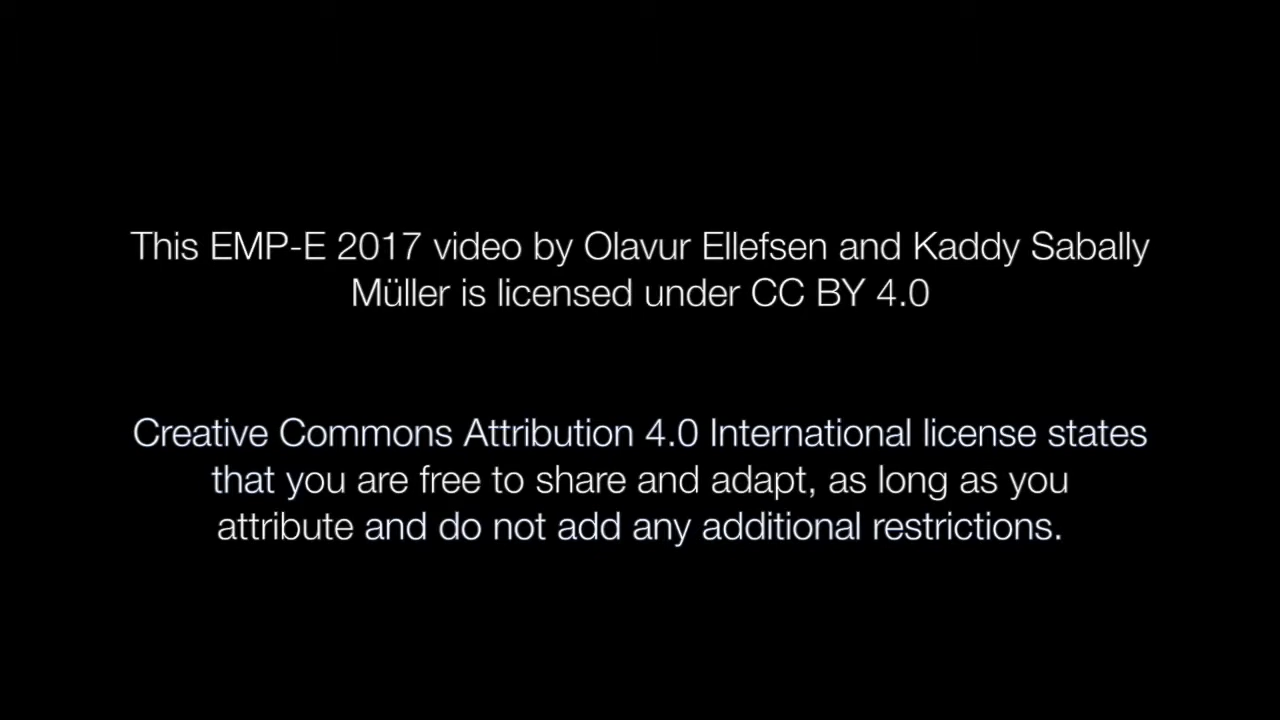 This EMP-E 2017 video by Olavur Ellefsen and Kaddy Sabally
Müller is licensed under CC BY 4.0
Creative Commons Attribution 4.0 International license states
that you are free to share and adapt, as long as you
attribute and do not add any additional restrictions.